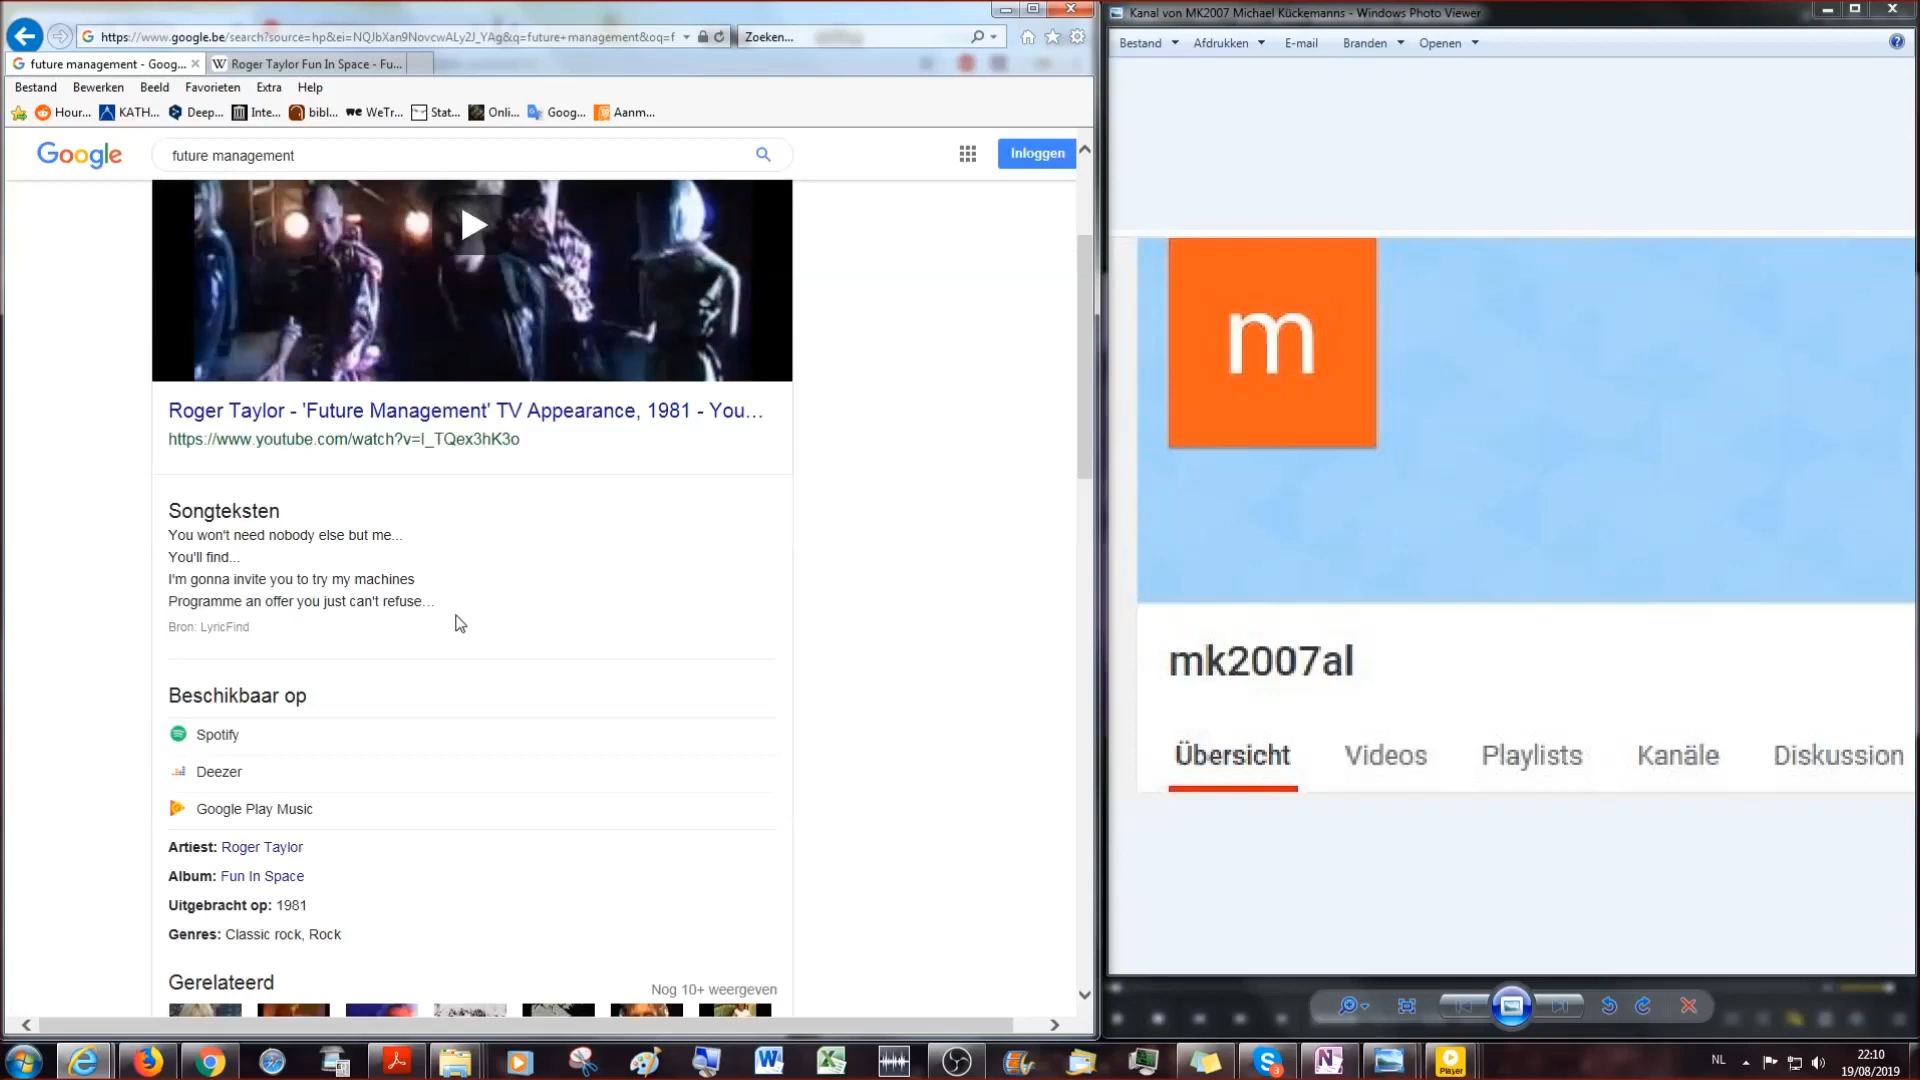 https://www.google.be/search?source=hp&ei=NQJbXan9NovcwALy2J_YAg&q=future+management&oq=f
Zoeken...
future management - Goog...
Roger Taylor Fun In Space - Fu...
Bestand Bewerken Beeld Favorieten Extra Help
Hour... KATH... Deep... Inte... bibl... WeTr... Stat... Onli... Goog... Aanm...
Google
future management
Inloggen
Roger Taylor - 'Future Management' TV Appearance, 1981 - You...
https://www.youtube.com/watch?v=I_TQex3hK3o
Songteksten
You won't need nobody else but me...
You'll find...
I'm gonna invite you to try my machines
Programme an offer you just can't refuse...
Bron: LyricFind
Beschikbaar op
Spotify
Deezer
Google Play Music
Artiest: Roger Taylor
Album: Fun In Space
Uitgebracht op: 1981
Genres: Classic rock, Rock
Gerelateerd
Nog 10+ weergeven
Kanal von MK2007 Michael Kückemanns - Windows Photo Viewer
Bestand Afdrukken E-mail Branden Openen
m
mk2007al
Übersicht Videos Playlists Kanäle Diskussion
NL
22:10
19/08/2019